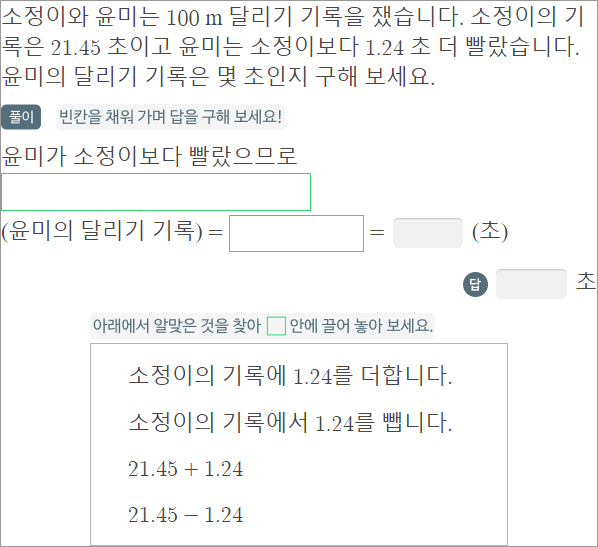 소정이와 윤미는 100 m 달리기 기록을 쟀습니다. 소정이의 기
록은 21.45 초이고 윤미는 소정이보다 1.24 초 더 빨랐습니다.
윤미의 달리기 기록은 몇 초인지 구해 보세요.
풀이 빈칸을 채워 가며 답을 구해 보세요!
윤미가 소정이보다 빨랐으므로
(윤미의 달리기 기록) = = (초)
답 초
아래에서 알맞은 것을 찾아 안에 끌어 놓아 보세요.
소정이의 기록에 1.24를 더합니다.
소정이의 기록에서 1.24를 뺍니다.
21.45 + 1.24
21.45 − 1.24